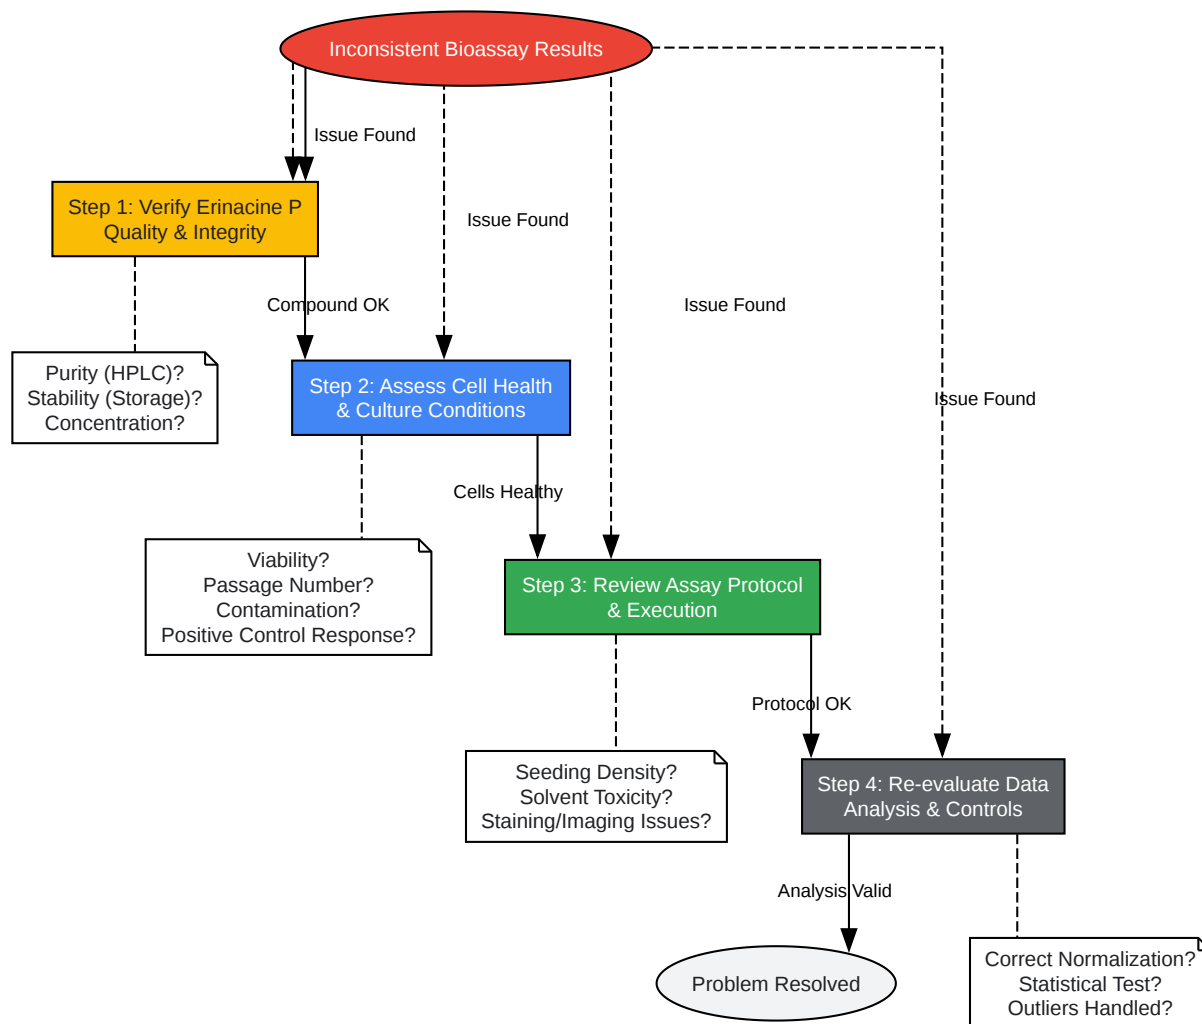 Inconsistent Bioassay Results
Issue Found
Step 1: Verify Erinacine P
Quality & Integrity
Issue Found
Compound OK
Issue Found
Purity (HPLC)?
Stability (Storage)?
Concentration?
Step 2: Assess Cell Health
& Culture Conditions
Issue Found
Cells Healthy
Viability?
Passage Number?
Contamination?
Positive Control Response?
Step 3: Review Assay Protocol
& Execution
Protocol OK
Seeding Density?
Solvent Toxicity?
Staining/Imaging Issues?
Step 4: Re-evaluate Data
Analysis & Controls
Analysis Valid
Problem Resolved
Correct Normalization?
Statistical Test?
Outliers Handled?